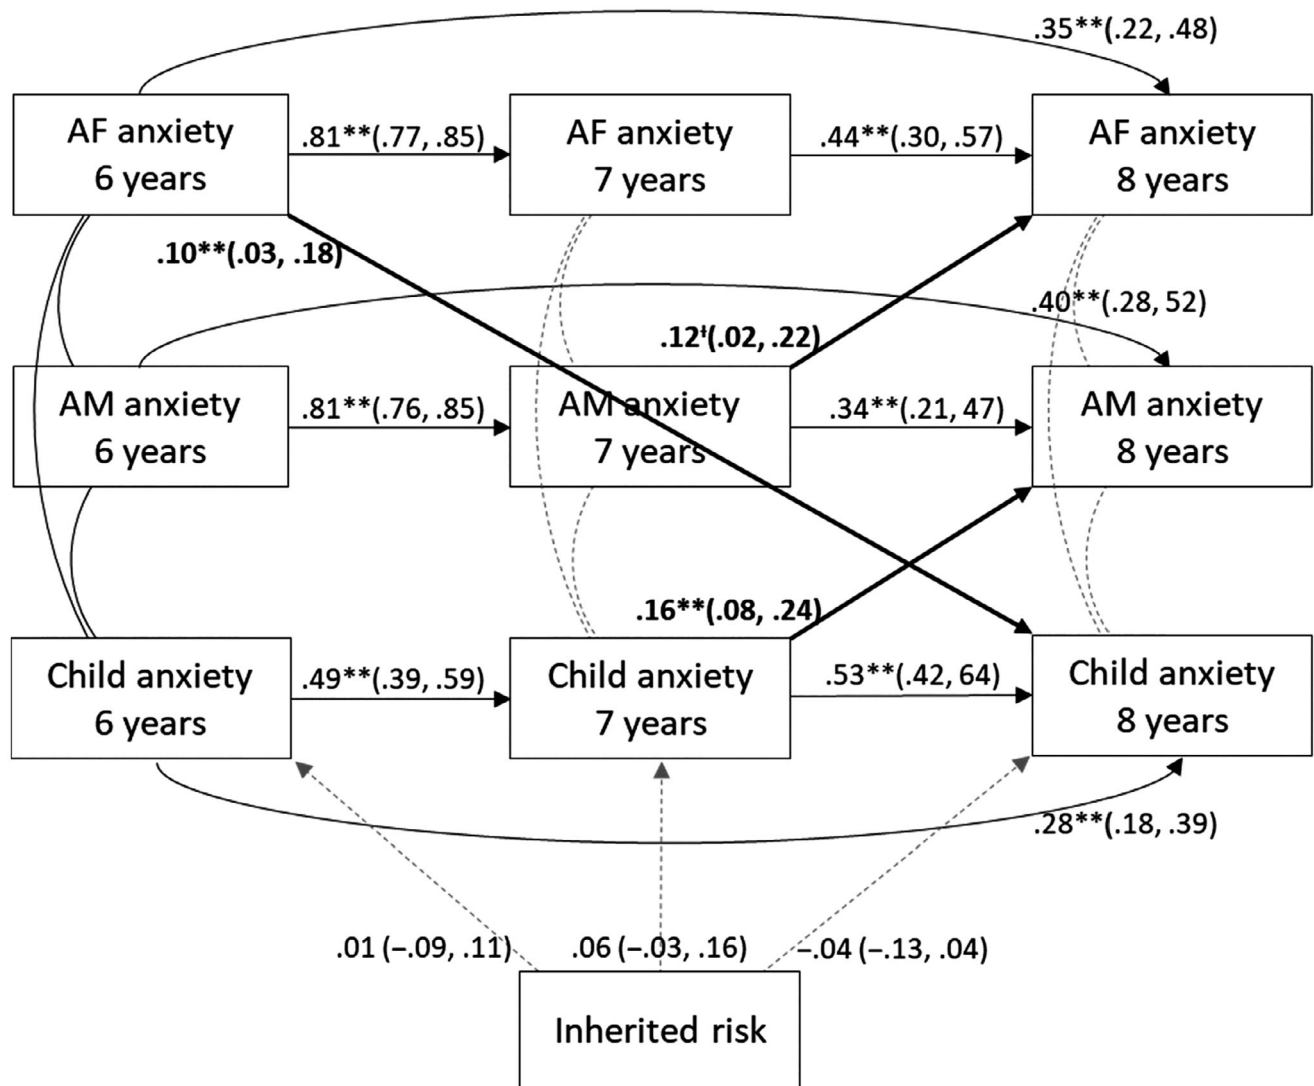 .35**(.22, .48)
AF anxiety
6 years
.81**(.77, .85)
AF anxiety
7 years
.44**(.30, .57)
AF anxiety
8 years
.10**(.03, .18)
.40**(.28, 52)
.12ᵗ(.02, .22)
AM anxiety
6 years
.81**(.76, .85)
AM anxiety
7 years
.34**(.21, 47)
AM anxiety
8 years
.16**(.08, .24)
Child anxiety
6 years
.49**(.39, .59)
Child anxiety
7 years
.53**(.42, 64)
Child anxiety
8 years
.28**(.18, .39)
.01 (−.09, .11)
.06 (−.03, .16)
−.04 (−.13, .04)
Inherited risk